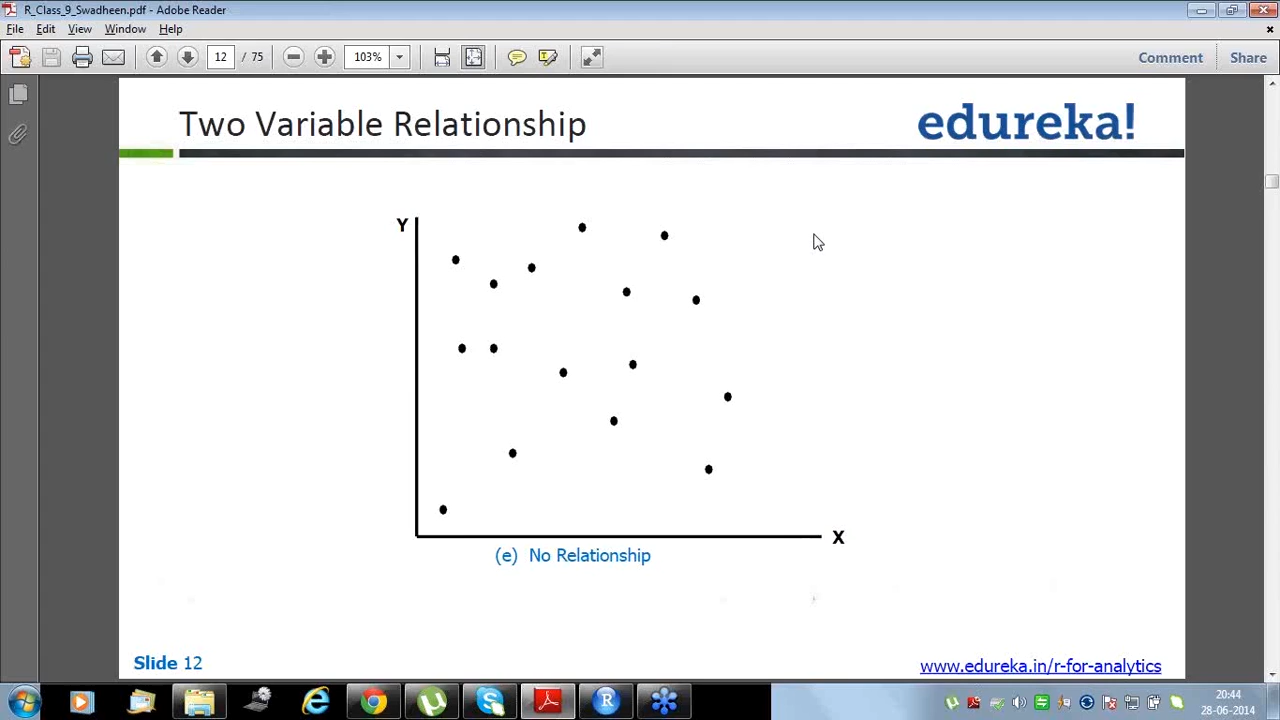 R_Class_9_Swadheen.pdf - Adobe Reader
File Edit View Window Help
12 / 75 103% Comment Share
Two Variable Relationship
edureka!
Y
X
(e) No Relationship
Slide 12
www.edureka.in/r-for-analytics
20:44
28-06-2014